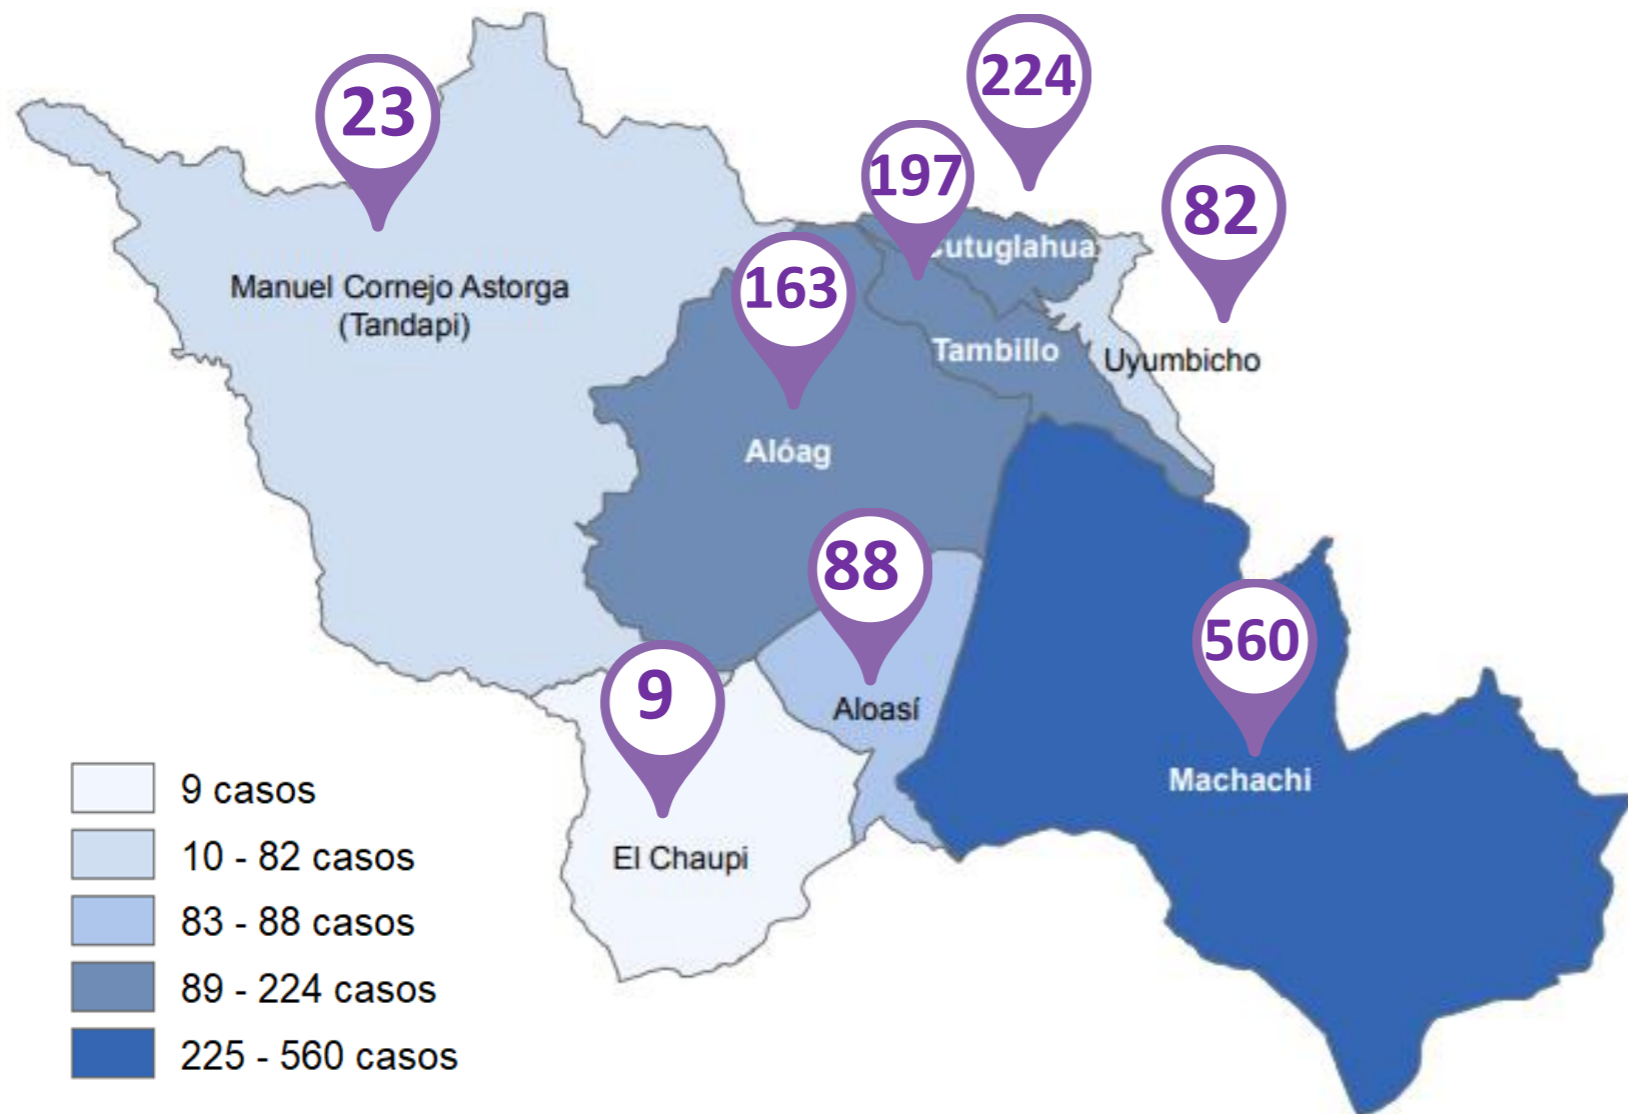 23
224
197
82
163
utuglahua
Manuel Cornejo Astorga
(Tandapi)
Tambillo
Uyumbicho
Alóag
88
560
9
Aloasí
Machachi
El Chaupi
9 casos
10 - 82 casos
83 - 88 casos
89 - 224 casos
225 - 560 casos